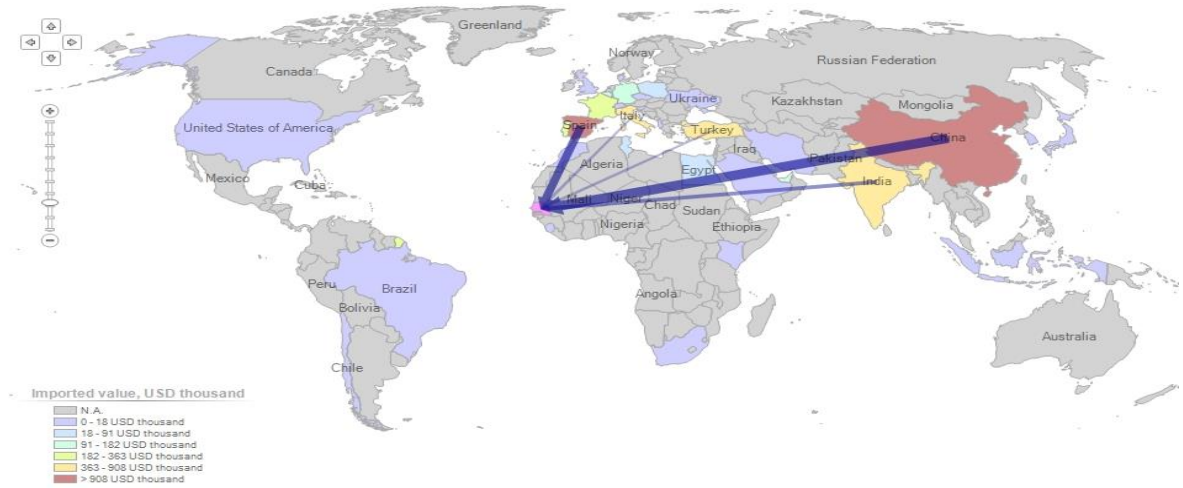 Greenland
Norway
Russian Federation
Canada
Ukraine
Kazakhstan
Mongolia
United States of America
Spain
Italy
Turkey
China
Iraq
Pakistan
Algeria
Egypt
Mexico
Cuba
India
Mali
Niger
Chad
Sudan
Nigeria
Ethiopia
Peru
Brazil
Angola
Bolivia
Australia
Chile
Imported value, USD thousand
N.A.
0 - 18 USD thousand
18 - 91 USD thousand
91 - 182 USD thousand
182 - 363 USD thousand
363 - 908 USD thousand
> 908 USD thousand